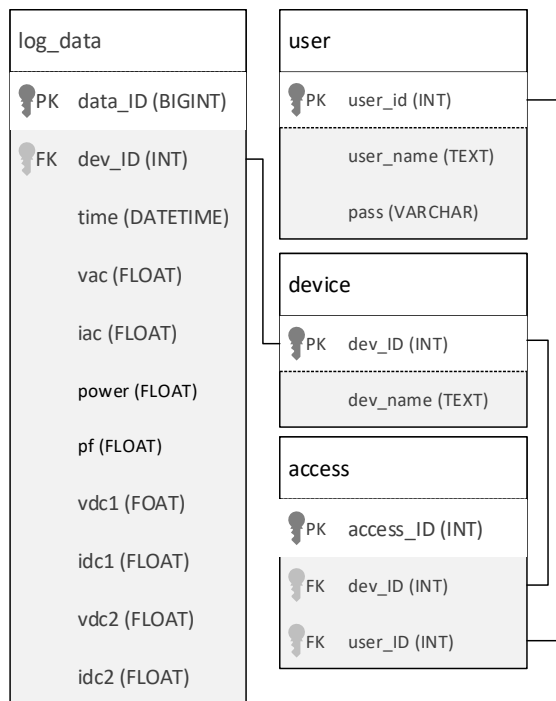 log_data
PK data_ID (BIGINT)
FK dev_ID (INT)
time (DATETIME)
vac (FLOAT)
iac (FLOAT)
power (FLOAT)
pf (FLOAT)
vdc1 (FOAT)
idc1 (FLOAT)
vdc2 (FLOAT)
idc2 (FLOAT)
user
PK user_id (INT)
user_name (TEXT)
pass (VARCHAR)
device
PK dev_ID (INT)
dev_name (TEXT)
access
PK access_ID (INT)
FK dev_ID (INT)
FK user_ID (INT)